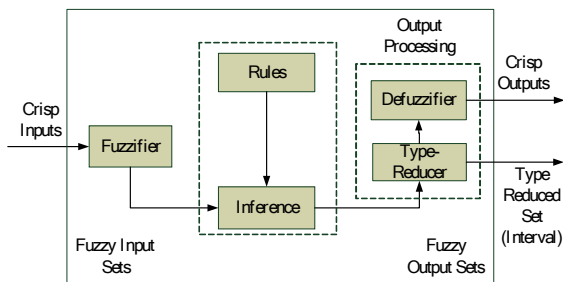 Output
Processing
Crisp
Outputs
Rules
Defuzzifier
Crisp
Inputs
Fuzzifier
Type-
Reducer
Type
Reduced
Set
(Interval)
Inference
Fuzzy Input
Sets
Fuzzy
Output Sets